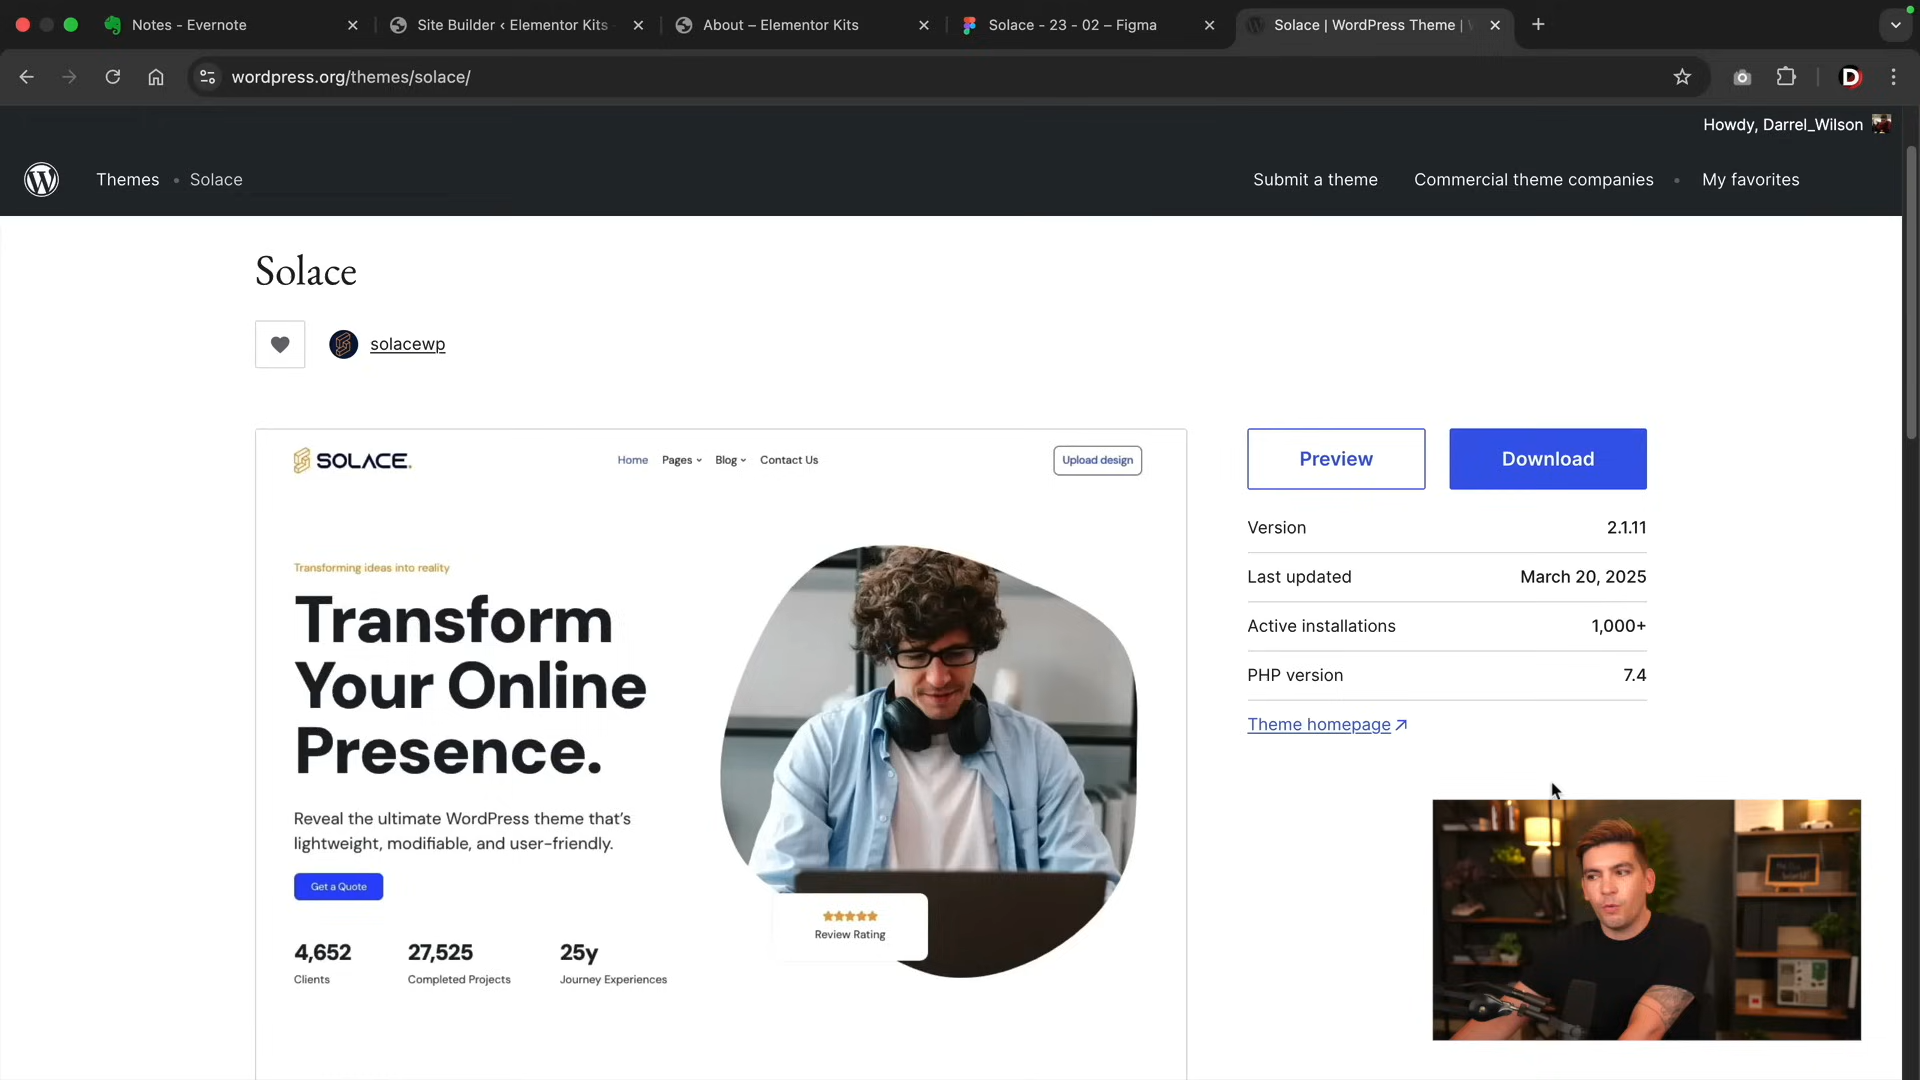 Notes - Evernote
Site Builder ‹ Elementor Kits
About – Elementor Kits
Solace - 23 - 02 – Figma
Solace | WordPress Theme |
wordpress.org/themes/solace/
D
Howdy, Darrel_Wilson
Themes • Solace
Submit a theme
Commercial theme companies • My favorites
Solace
solacewp
SOLACE.
Home
Pages
Blog
Contact Us
Upload design
Transforming ideas into reality
Transform
Your Online
Presence.
Reveal the ultimate WordPress theme that's
lightweight, modifiable, and user-friendly.
Get a Quote
4,652
Clients
27,525
Completed Projects
25y
Journey Experiences
Review Rating
Preview
Download
Version 2.1.11
Last updated March 20, 2025
Active installations 1,000+
PHP version 7.4
Theme homepage